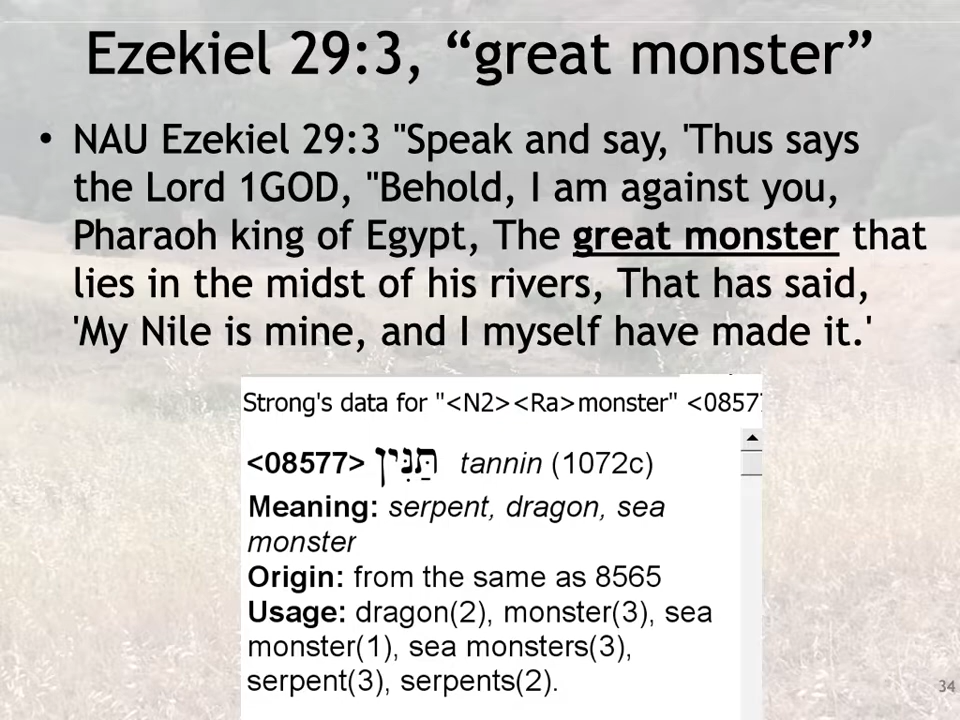 Ezekiel 29:3, “great monster”
• NAU Ezekiel 29:3 "Speak and say, 'Thus says
the Lord 1GOD, "Behold, I am against you,
Pharaoh king of Egypt, The great monster that
lies in the midst of his rivers, That has said,
'My Nile is mine, and I myself have made it.'
Strong's data for "<N2><Ra>monster" <08577
<08577> תַּנִּין tannin (1072c)
Meaning: serpent, dragon, sea
monster
Origin: from the same as 8565
Usage: dragon(2), monster(3), sea
monster(1), sea monsters(3),
serpent(3), serpents(2).
34